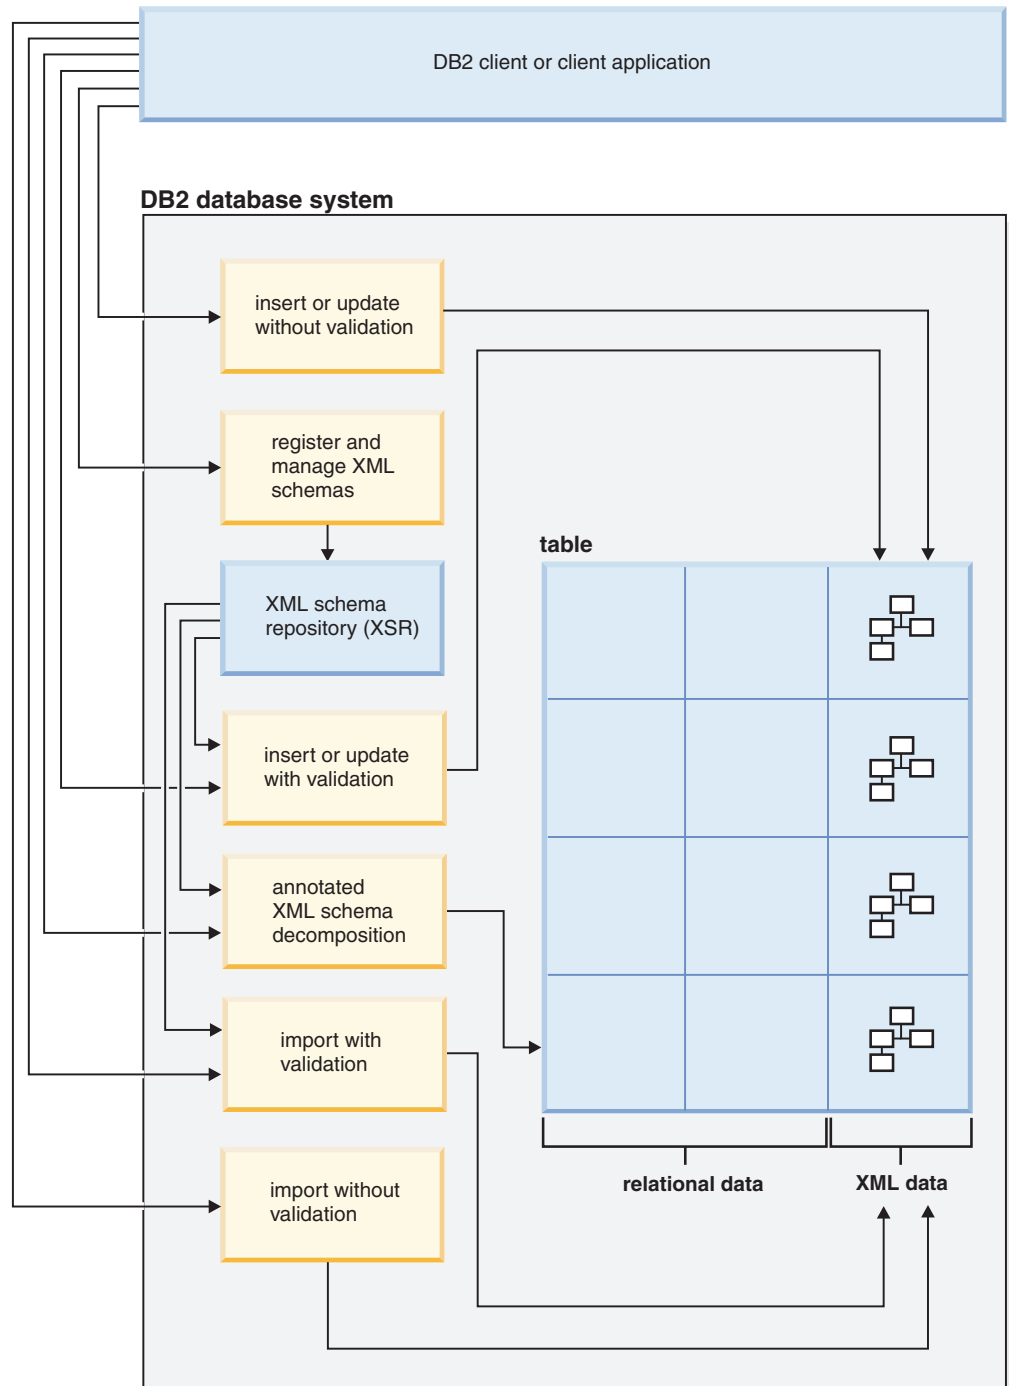 DB2 client or client application
DB2 database system
insert or update
without validation
register and
manage XML
schemas
table
XML schema
repository (XSR)
insert or update
with validation
annotated
XML schema
decomposition
import with
validation
relational data
XML data
import without
validation